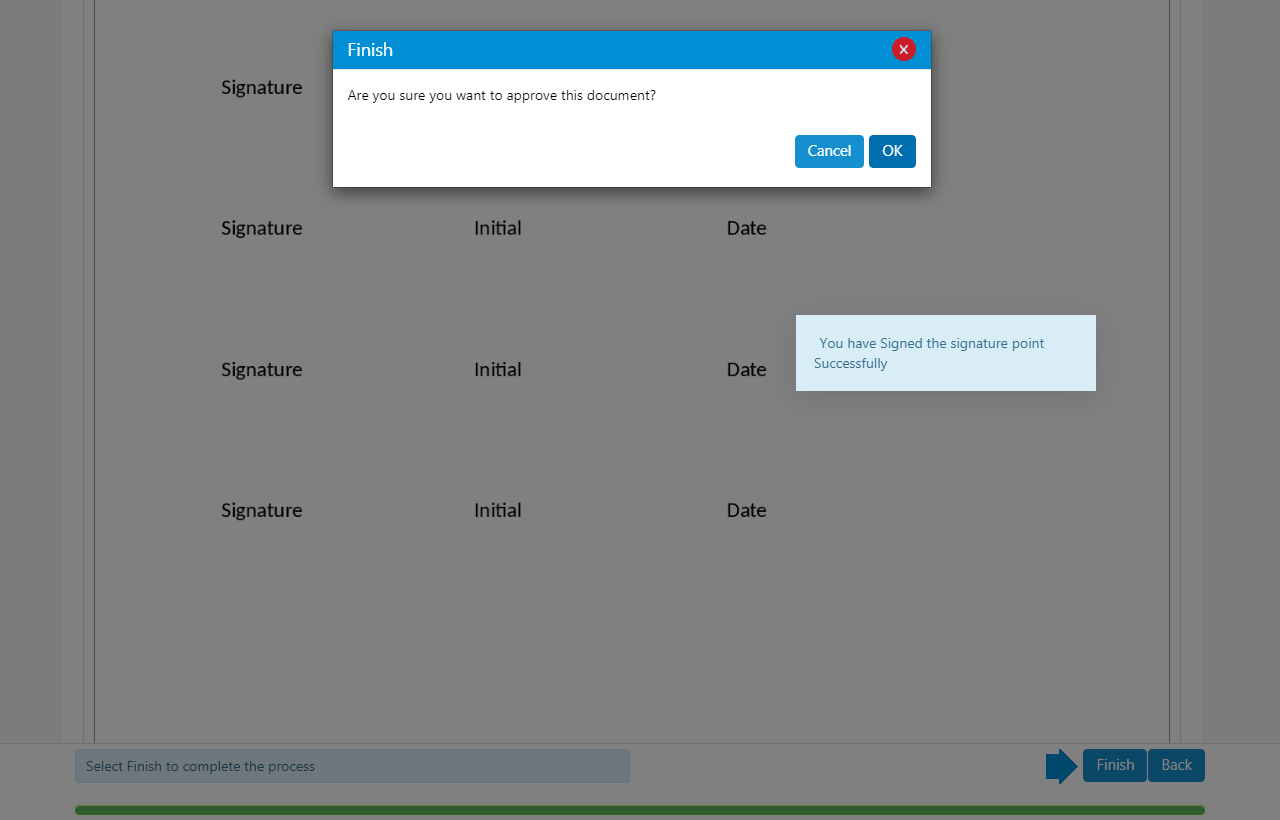 Finish
Are you sure you want to approve this document?
Cancel OK
Signature
Signature Initial Date
You have Signed the signature point
Successfully
Signature Initial Date
Signature Initial Date
Select Finish to complete the process
Finish Back